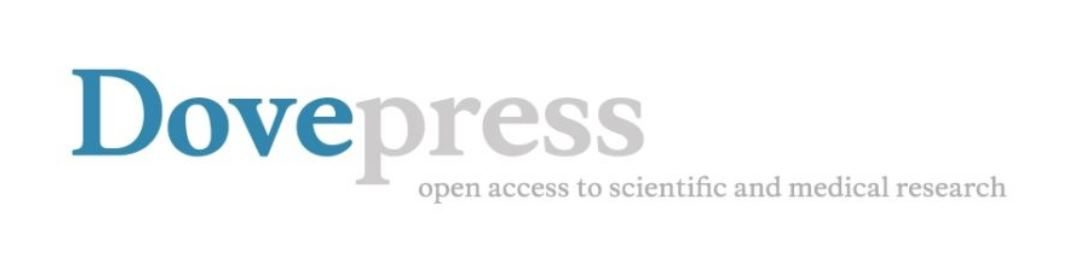 Dovepress
open access to scientific and medical research